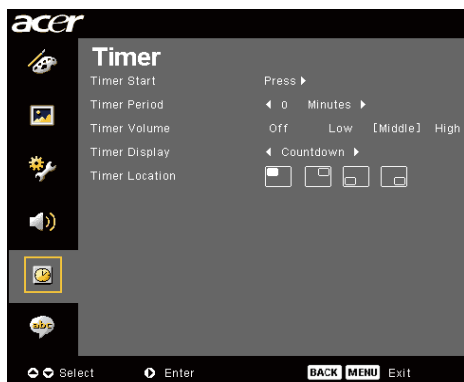 acer
Timer
Timer Start Press
Timer Period 0 Minutes
Timer Volume Off Low [Middle] High
Timer Display Countdown
Timer Location
abc
Select Enter BACK MENU Exit